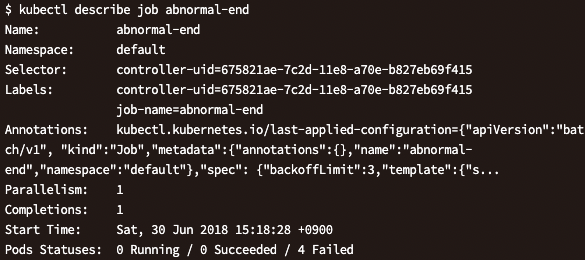 $ kubectl describe job abnormal-end
Name: abnormal-end
Namespace: default
Selector: controller-uid=675821ae-7c2d-11e8-a70e-b827eb69f415
Labels: controller-uid=675821ae-7c2d-11e8-a70e-b827eb69f415
job-name=abnormal-end
Annotations: kubectl.kubernetes.io/last-applied-configuration={"apiVersion":"bat
ch/v1", "kind":"Job","metadata":{"annotations":{},"name":"abnormal-
end","namespace":"default"},"spec": {"backoffLimit":3,"template":{"s...
Parallelism: 1
Completions: 1
Start Time: Sat, 30 Jun 2018 15:18:28 +0900
Pods Statuses: 0 Running / 0 Succeeded / 4 Failed